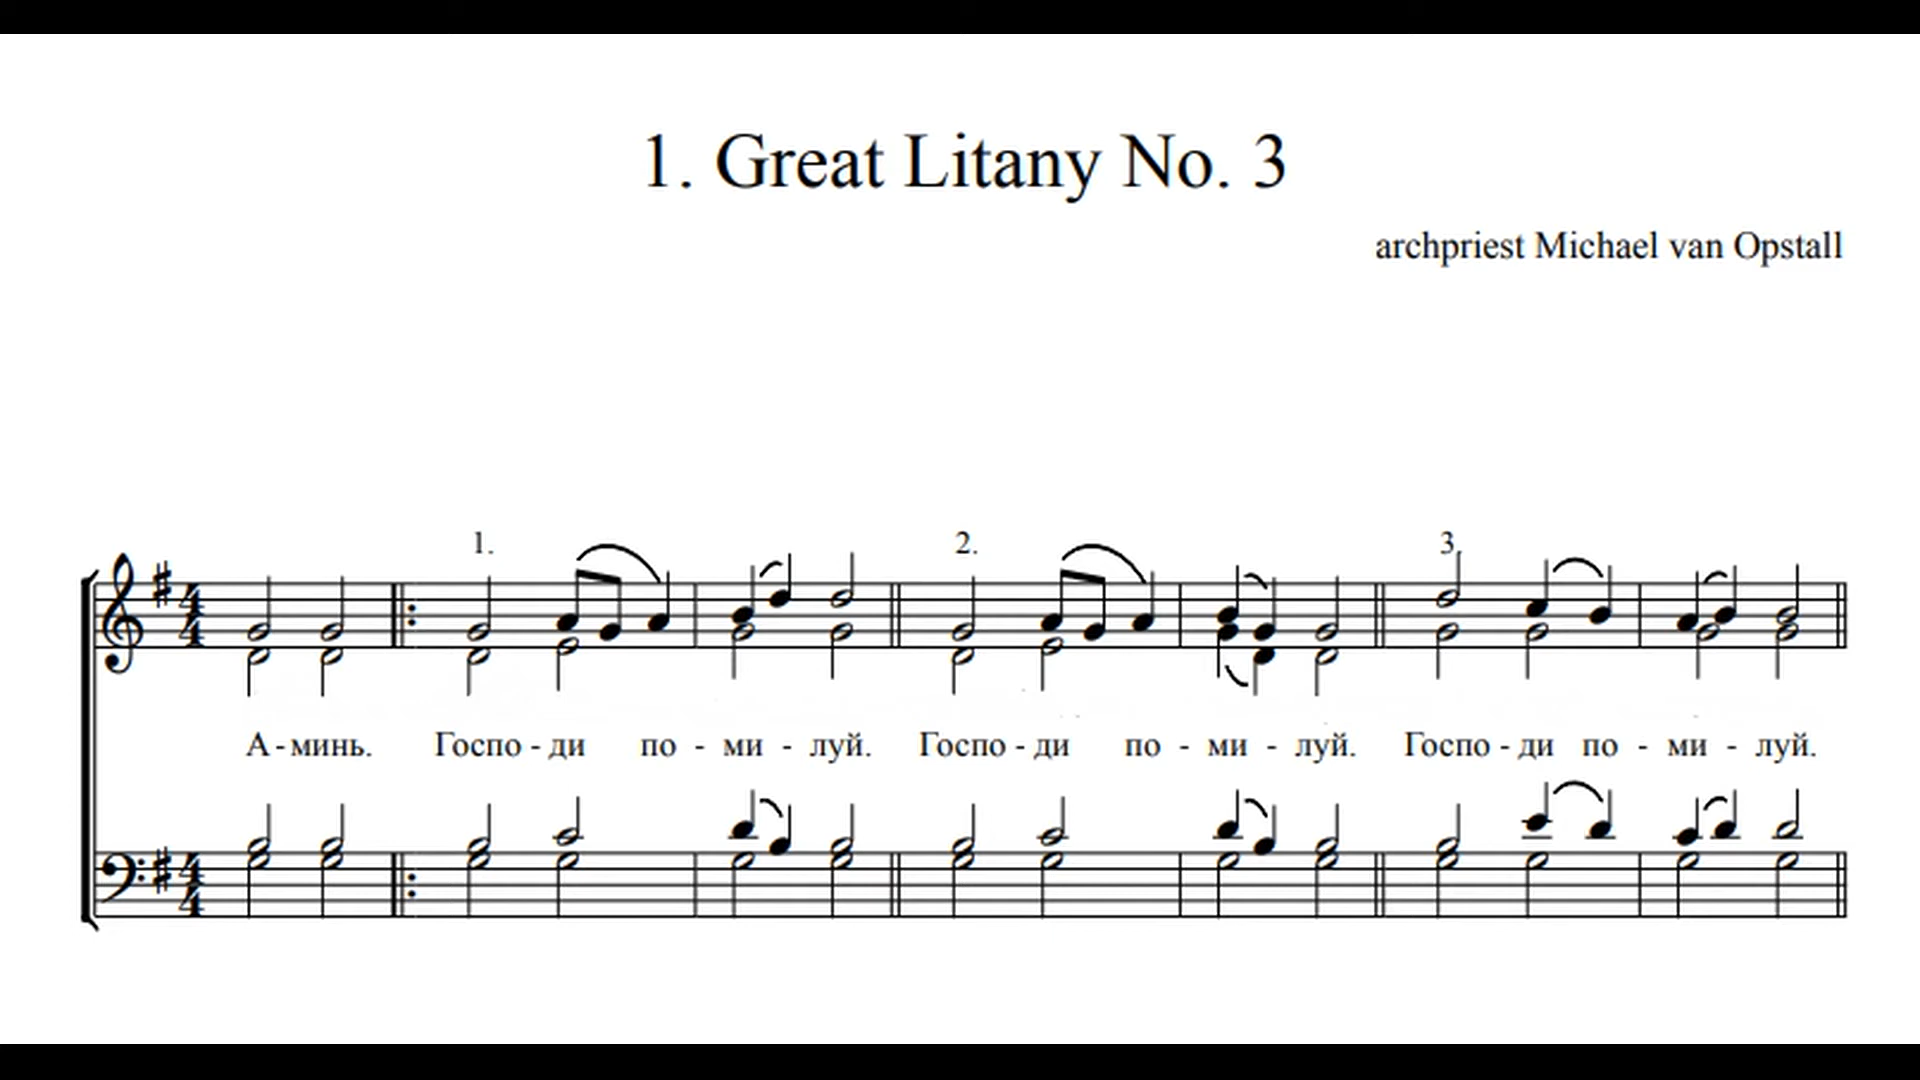 1. Great Litany No. 3
archpriest Michael van Opstall
1. 2. 3.
А - минь. Госпо - ди по - ми - луй. Госпо - ди по - ми - луй. Госпо - ди по - ми - луй.